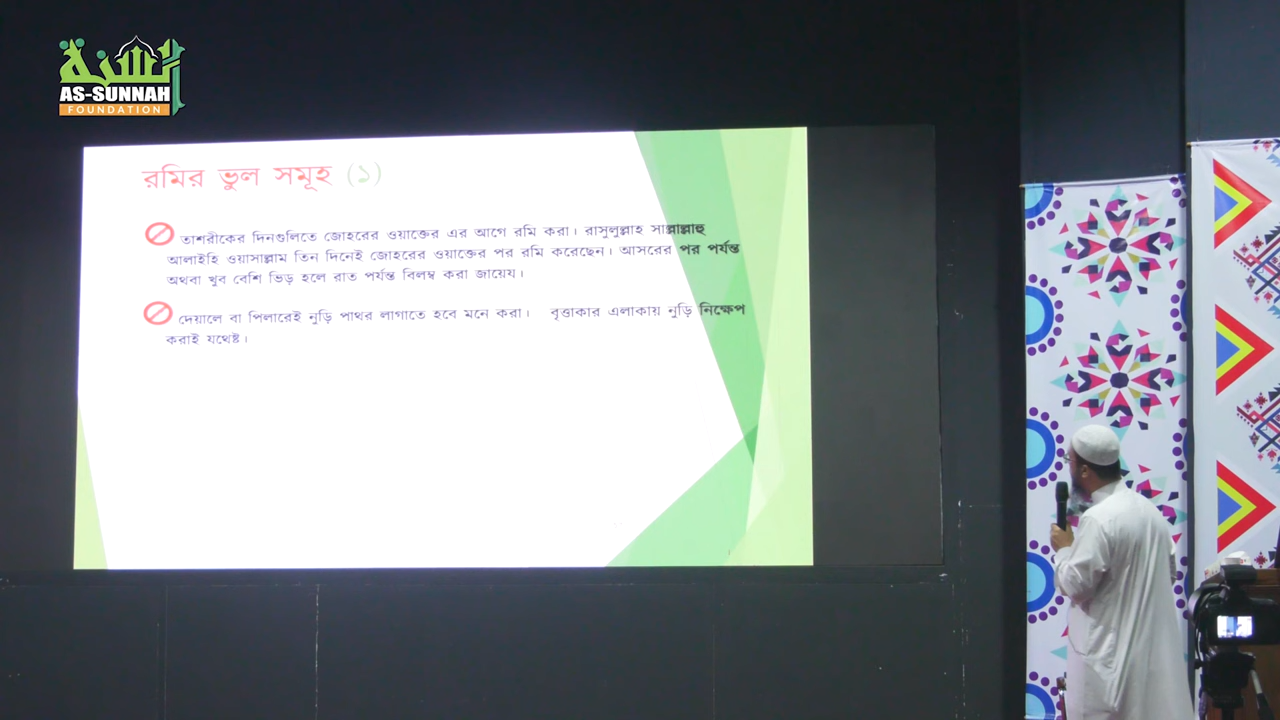 السنة
AS-SUNNAH
FOUNDATION
রমির ভুল সমূহ (১)
তাশরীকের দিনগুলিতে জোহরের ওয়াক্তের এর আগে রমি করা। রাসুলুল্লাহ সাল্লাল্লাহু
আলাইহি ওয়াসাল্লাম তিন দিনেই জোহরের ওয়াক্তের পর রমি করেছেন। আসরের পর পর্যন্ত
অথবা খুব বেশি ভিড় হলে রাত পর্যন্ত বিলম্ব করা জায়েয।
দেয়ালে বা পিলারেই নুড়ি পাথর লাগাতে হবে মনে করা। বৃত্তাকার এলাকায় নুড়ি নিক্ষেপ
করাই যথেষ্ট।